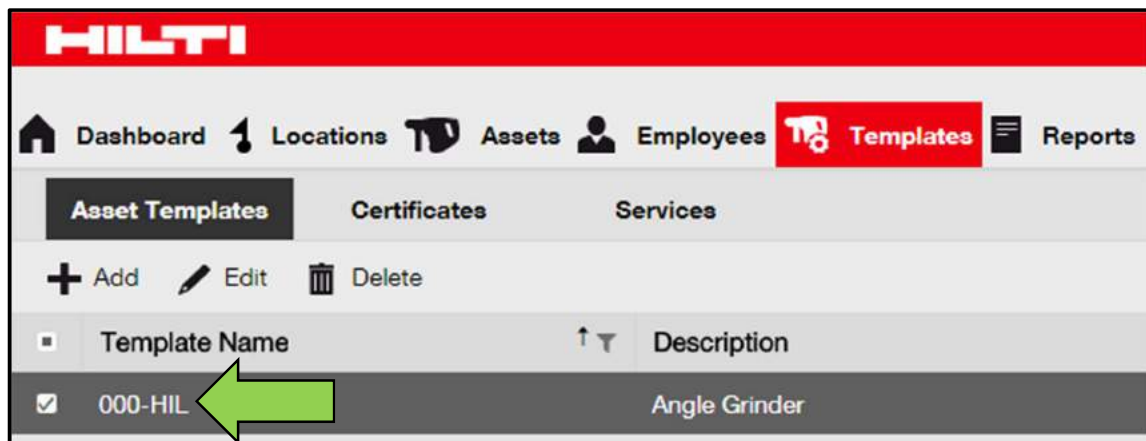 HILTI
Dashboard Locations Assets Employees Templates Reports
Asset Templates Certificates Services
Add Edit Delete
Template Name Description
000-HIL Angle Grinder